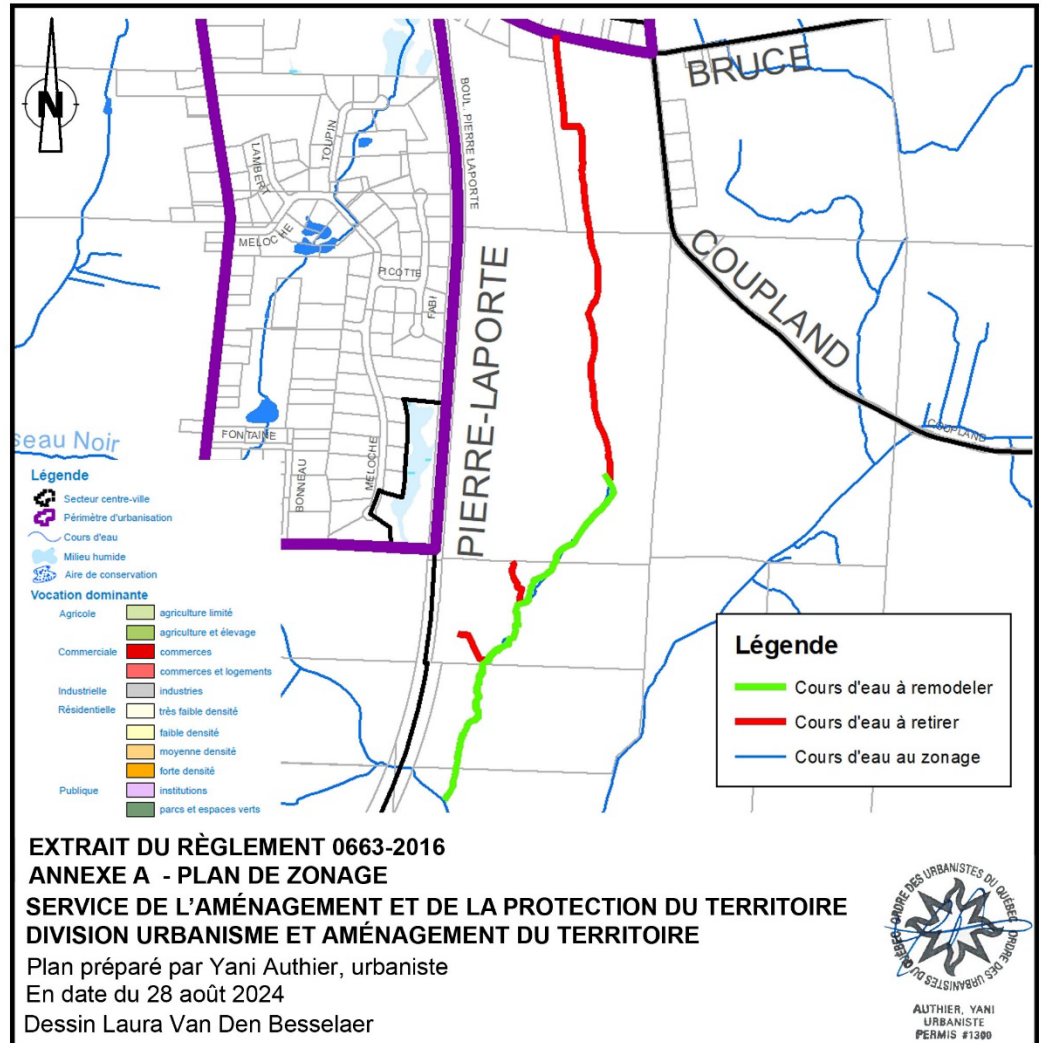 N
BRUCE
BOUL. PIERRE LAPORTE
TOUPIN
LAMBERT
MELOCHE
PICOTTE
FABI
PIERRE-LAPORTE
COUPLAND
COUPLAND
FONTAINE
BONNEAU
MELOCHE
seau Noir
Légende
Secteur centre-ville
Périmètre d'urbanisation
Cours d'eau
Milieu humide
Aire de conservation
Vocation dominante
Agricole agriculture limité
agriculture et élevage
Commerciale commerces
commerces et logements
Industrielle industries
Résidentielle très faible densité
faible densité
moyenne densité
forte densité
Publique institutions
parcs et espaces verts
Légende
Cours d'eau à remodeler
Cours d'eau à retirer
Cours d'eau au zonage
EXTRAIT DU RÈGLEMENT 0663-2016
ANNEXE A - PLAN DE ZONAGE
SERVICE DE L'AMÉNAGEMENT ET DE LA PROTECTION DU TERRITOIRE
DIVISION URBANISME ET AMÉNAGEMENT DU TERRITOIRE
Plan préparé par Yani Authier, urbaniste
En date du 28 août 2024
Dessin Laura Van Den Besselaer
ORDRE DES URBANISTES DU QUÉBEC ORDRE DES URBANISTES DU QUÉBEC
AUTHIER, YANI
URBANISTE
PERMIS #1300